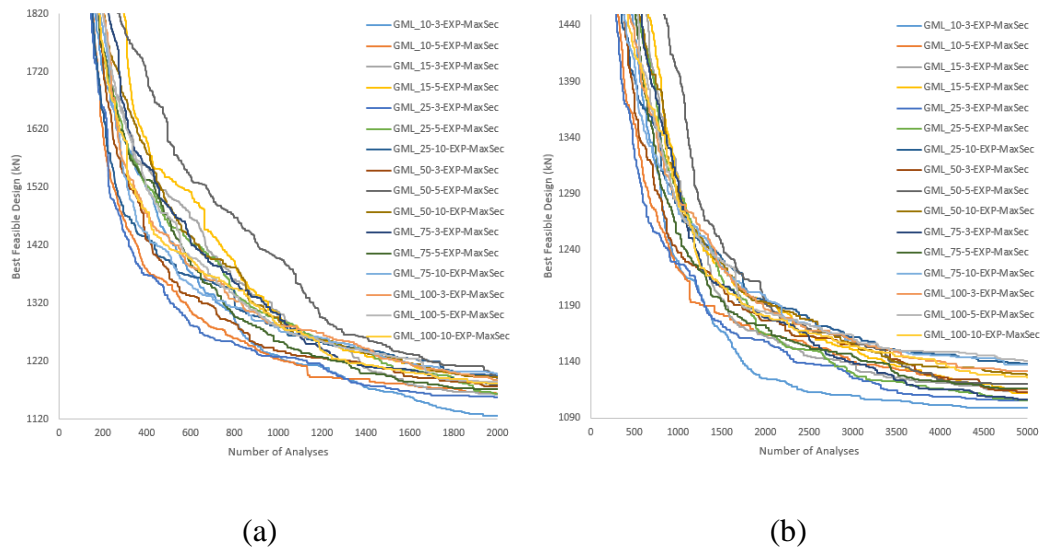 1820
1720
1620
1520
1420
1320
1220
1120
Best Feasible Design (kN)
0 200 400 600 800 1000 1200 1400 1600 1800 2000
Number of Analyses
GML_10-3-EXP-MaxSec
GML_10-5-EXP-MaxSec
GML_15-3-EXP-MaxSec
GML_15-5-EXP-MaxSec
GML_25-3-EXP-MaxSec
GML_25-5-EXP-MaxSec
GML_25-10-EXP-MaxSec
GML_50-3-EXP-MaxSec
GML_50-5-EXP-MaxSec
GML_50-10-EXP-MaxSec
GML_75-3-EXP-MaxSec
GML_75-5-EXP-MaxSec
GML_75-10-EXP-MaxSec
GML_100-3-EXP-MaxSec
GML_100-5-EXP-MaxSec
GML_100-10-EXP-MaxSec
(a)
1440
1390
1340
1290
1240
1190
1140
1090
Best Feasible Design (kN)
0 500 1000 1500 2000 2500 3000 3500 4000 4500 5000
Number of Analyses
GML_10-3-EXP-MaxSec
GML_10-5-EXP-MaxSec
GML_15-3-EXP-MaxSec
GML_15-5-EXP-MaxSec
GML_25-3-EXP-MaxSec
GML_25-5-EXP-MaxSec
GML_25-10-EXP-MaxSec
GML_50-3-EXP-MaxSec
GML_50-5-EXP-MaxSec
GML_50-10-EXP-MaxSec
GML_75-3-EXP-MaxSec
GML_75-5-EXP-MaxSec
GML_75-10-EXP-MaxSec
GML_100-3-EXP-MaxSec
GML_100-5-EXP-MaxSec
GML_100-10-EXP-MaxSec
(b)